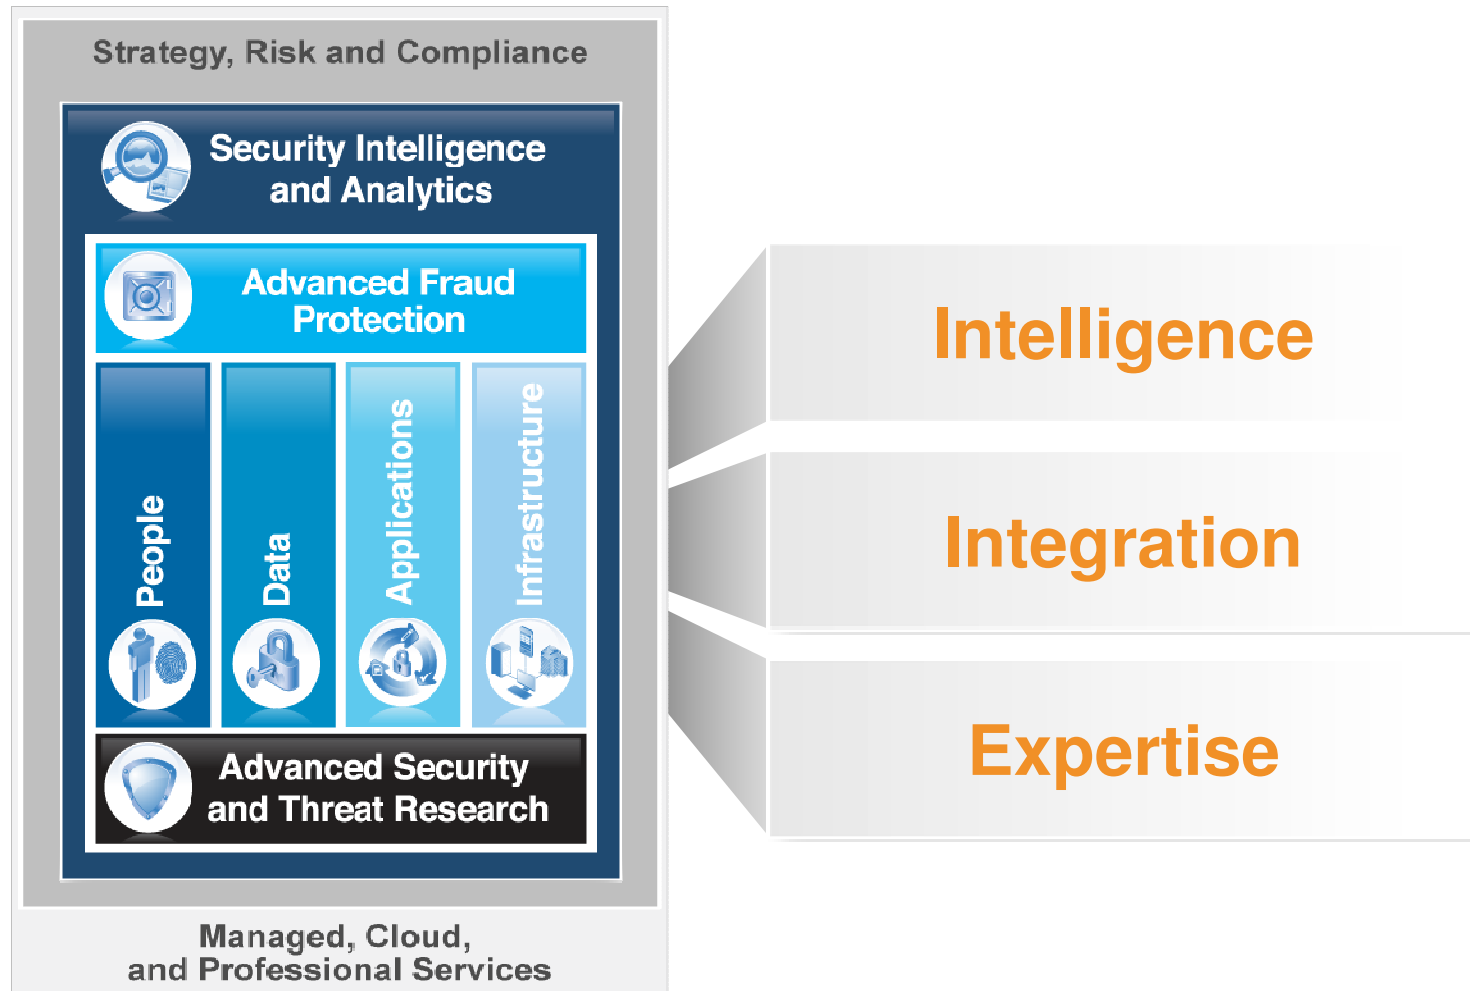 Strategy, Risk and Compliance
Security Intelligence
and Analytics
Advanced Fraud
Protection
People
Data
Applications
Infrastructure
Advanced Security
and Threat Research
Managed, Cloud,
and Professional Services
Intelligence
Integration
Expertise